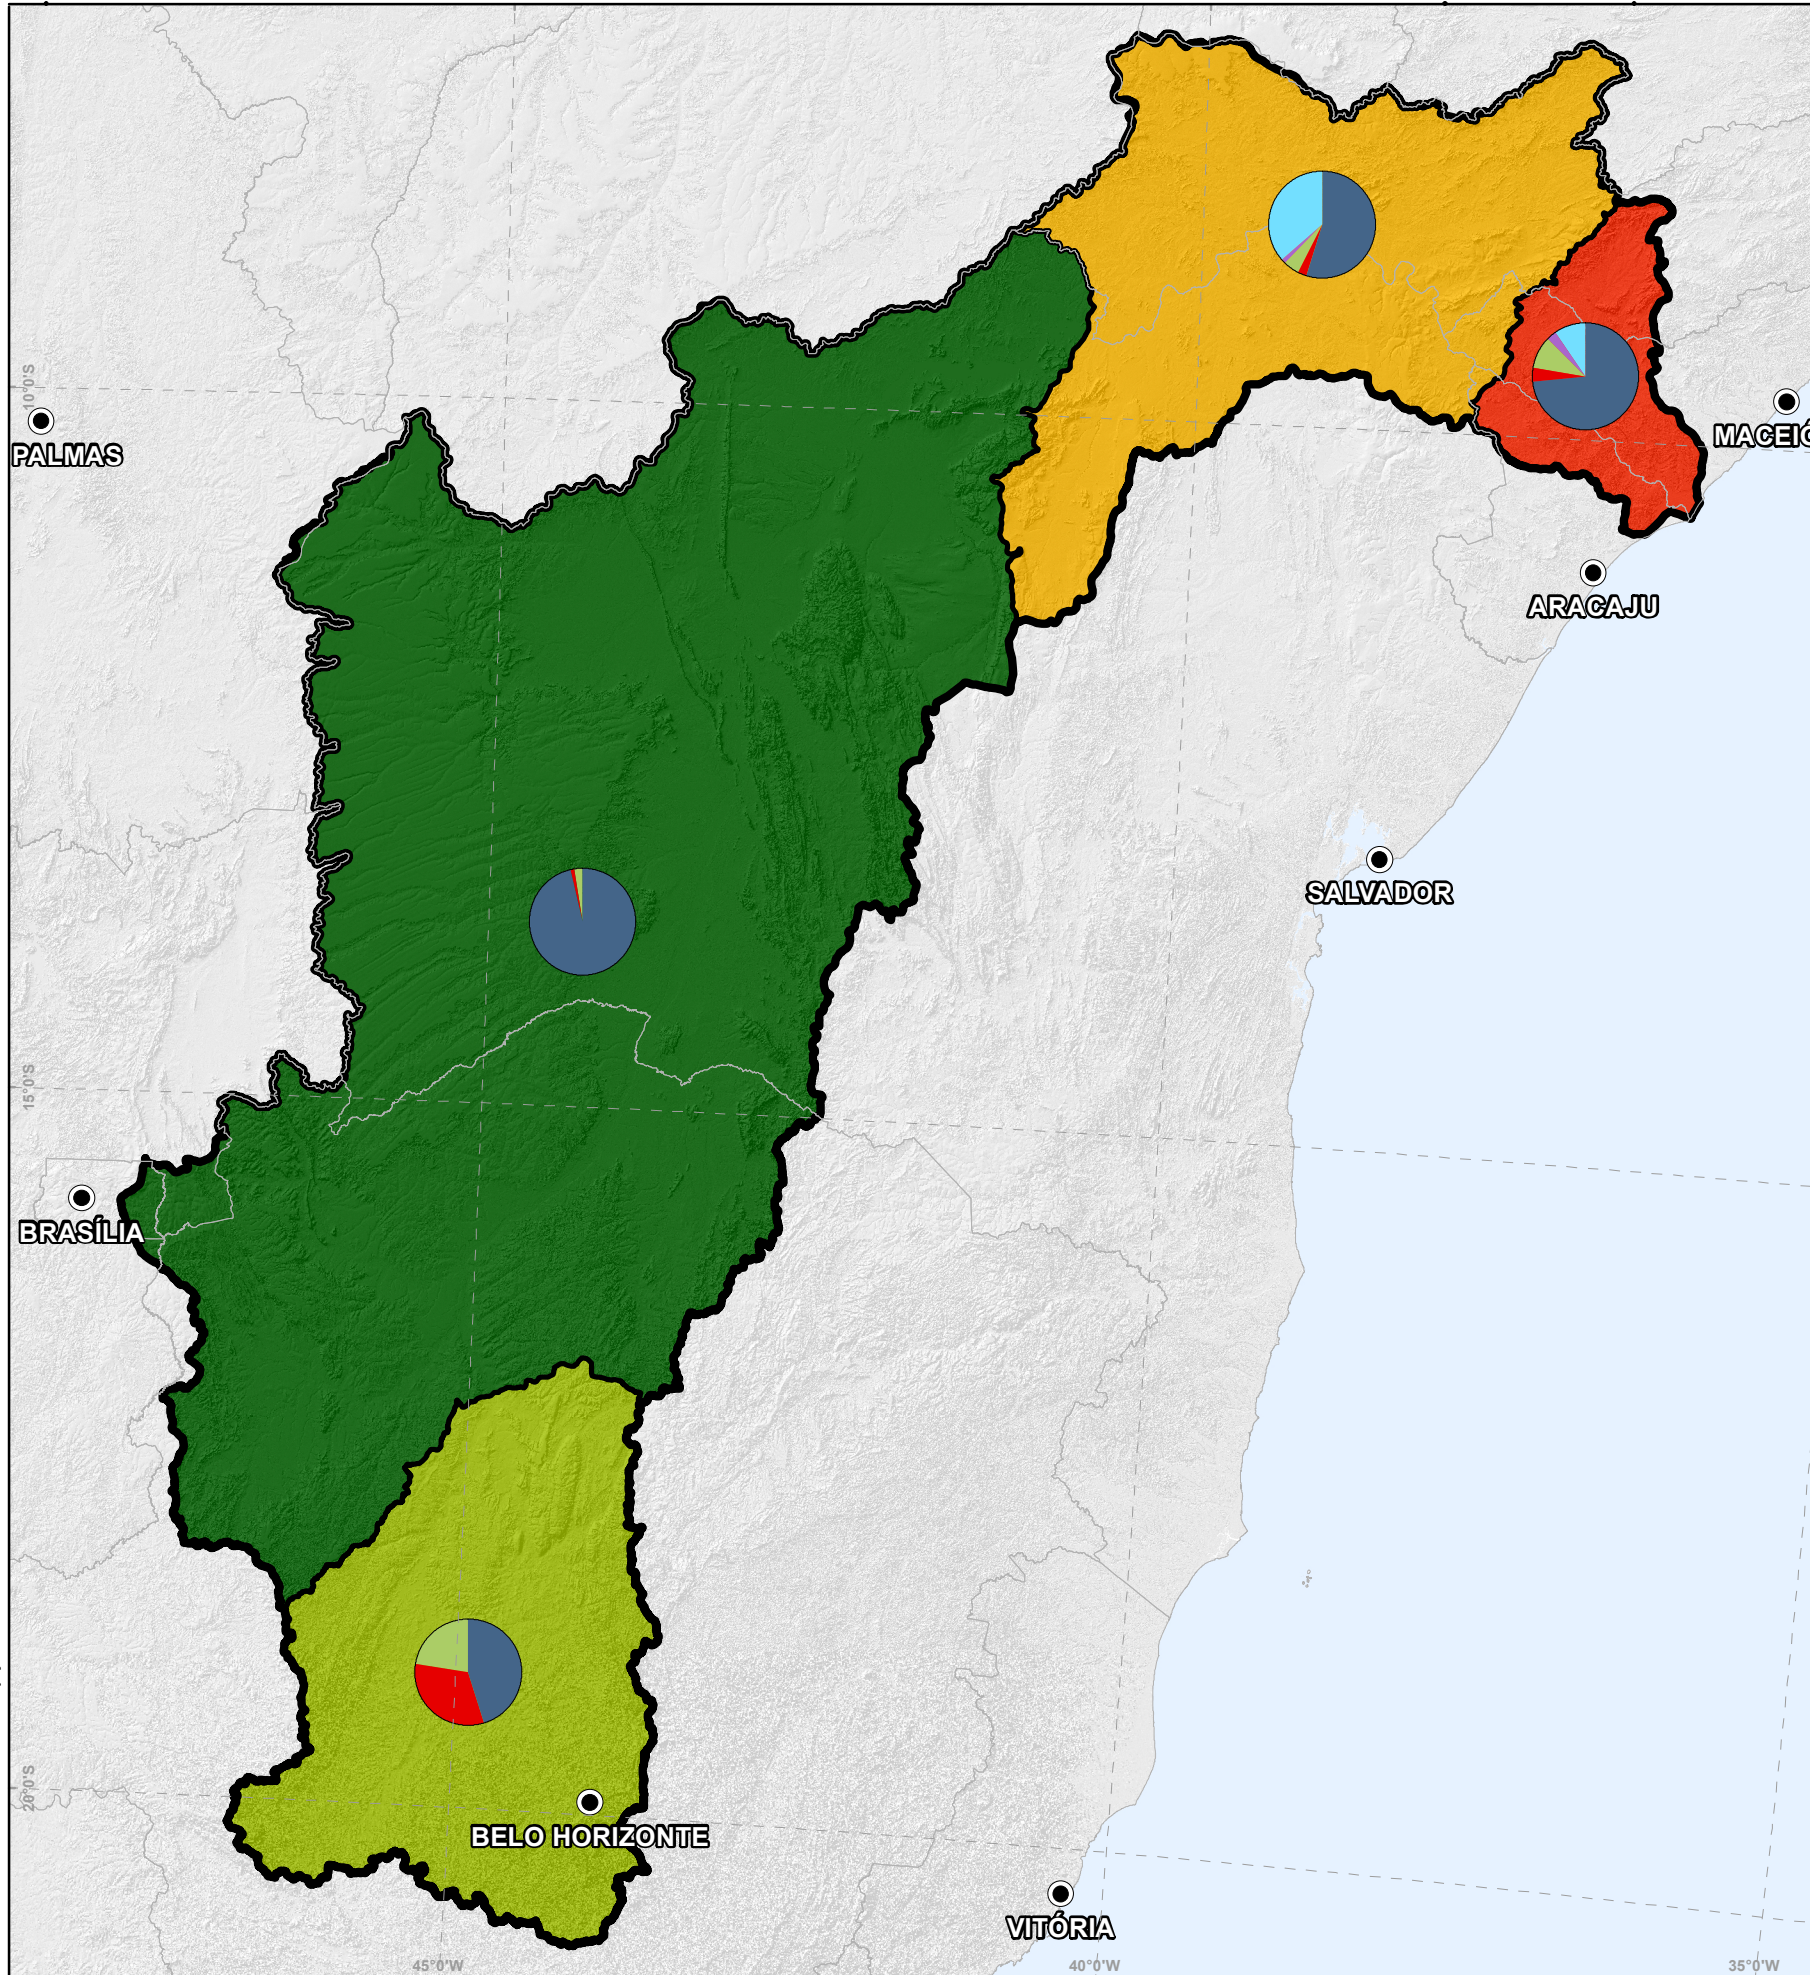 10°0'S
PALMAS
MACEIÓ
ARACAJU
SALVADOR
15°0'S
BRASÍLIA
20°0'S
BELO HORIZONTE
VITÓRIA
45°0'W
40°0'W
35°0'W